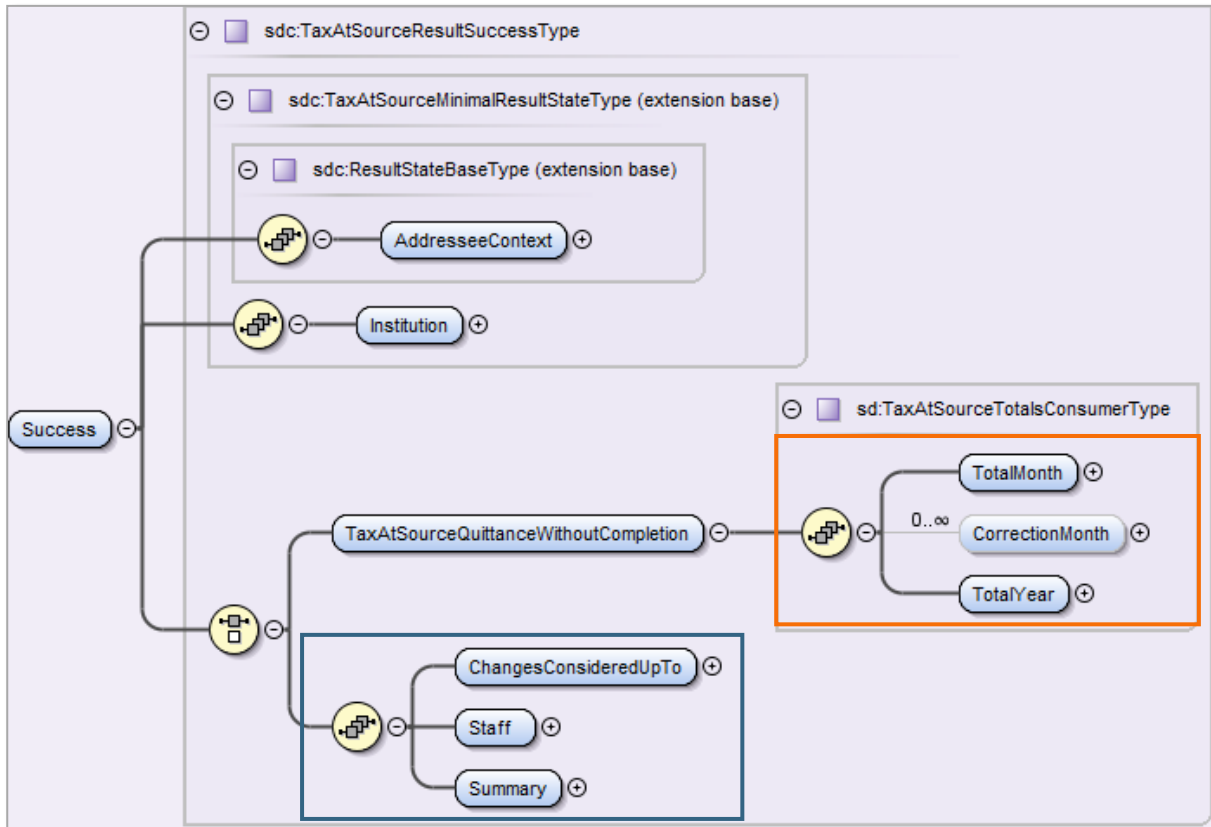 sdc:TaxAtSourceResultSuccessType
sdc:TaxAtSourceMinimalResultStateType (extension base)
sdc:ResultStateBaseType (extension base)
AddresseeContext
Institution
Success
sd:TaxAtSourceTotalsConsumerType
TotalMonth
TaxAtSourceQuittanceWithoutCompletion
0..∞
CorrectionMonth
TotalYear
ChangesConsideredUpTo
Staff
Summary